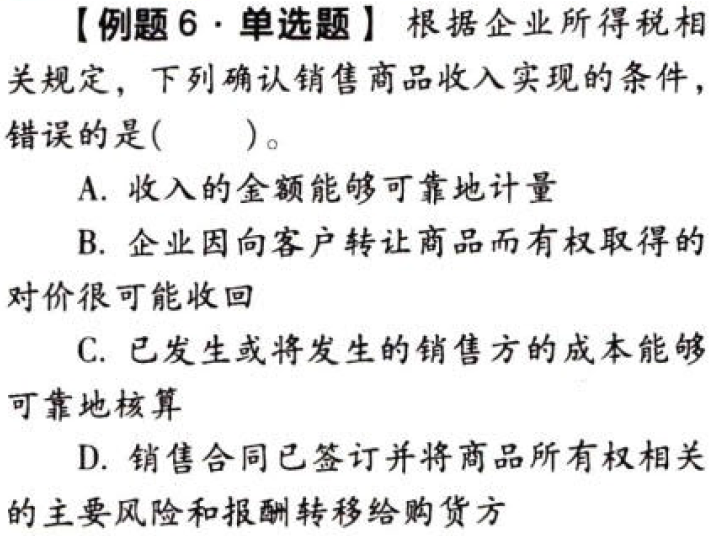 【例题6·单选题】 根据企业所得税相
关规定，下列确认销售商品收入实现的条件，
错误的是(　　)。
A. 收入的金额能够可靠地计量
B. 企业因向客户转让商品而有权取得的
对价很可能收回
C. 已发生或将发生的销售方的成本能够
可靠地核算
D. 销售合同已签订并将商品所有权相关
的主要风险和报酬转移给购货方